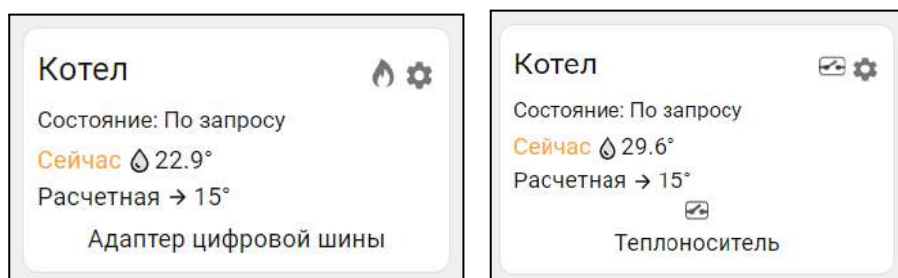 Котел
Состояние: По запросу
Сейчас 22.9°
Расчетная → 15°
Адаптер цифровой шины
Котел
Состояние: По запросу
Сейчас 29.6°
Расчетная → 15°
Теплоноситель